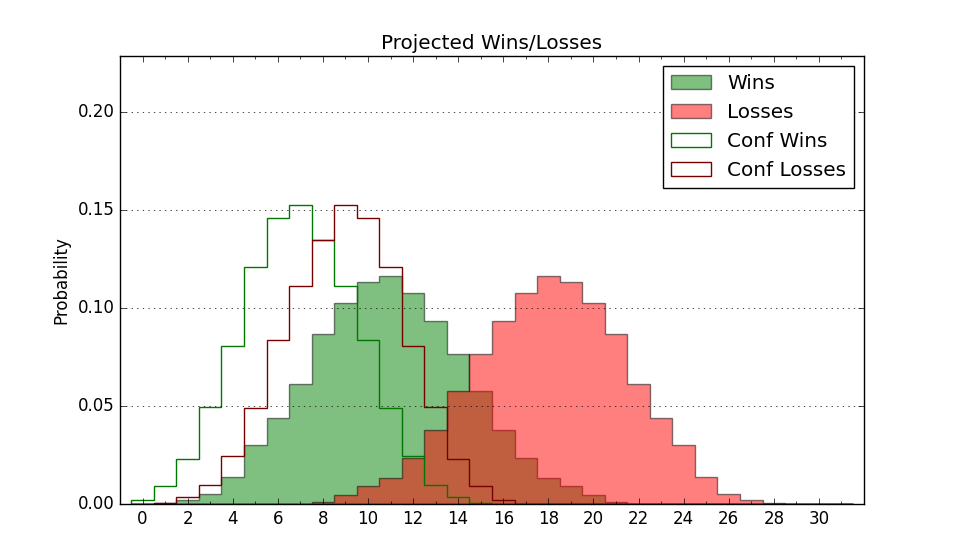 Projected Wins/Losses
Wins
Losses
Conf Wins
Conf Losses
0.20
0.15
0.10
0.05
0.00
Probability
0 2 4 6 8 10 12 14 16 18 20 22 24 26 28 30